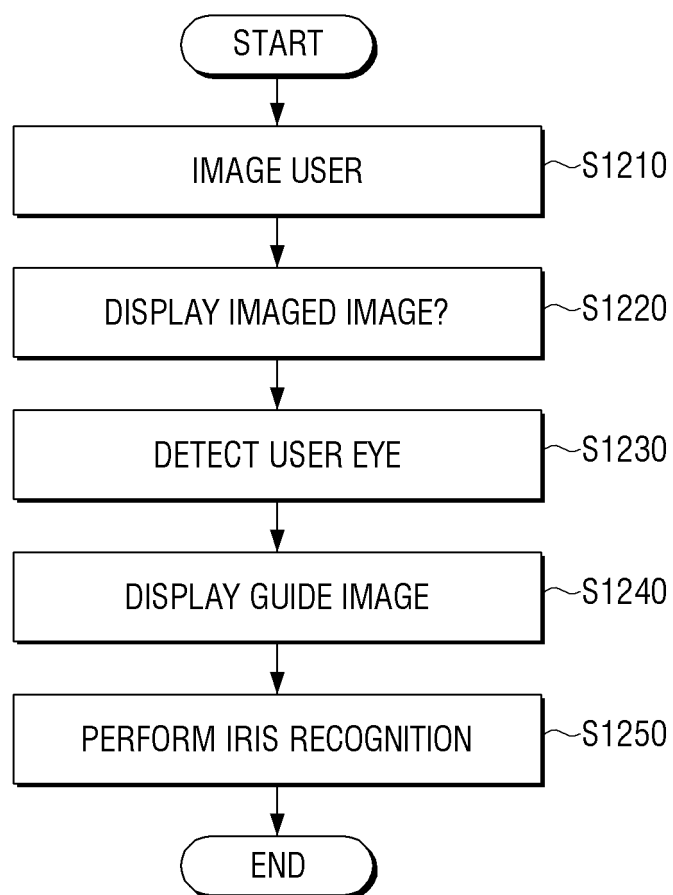 START
IMAGE USER
S1210
DISPLAY IMAGED IMAGE?
S1220
DETECT USER EYE
S1230
DISPLAY GUIDE IMAGE
S1240
PERFORM IRIS RECOGNITION
S1250
END